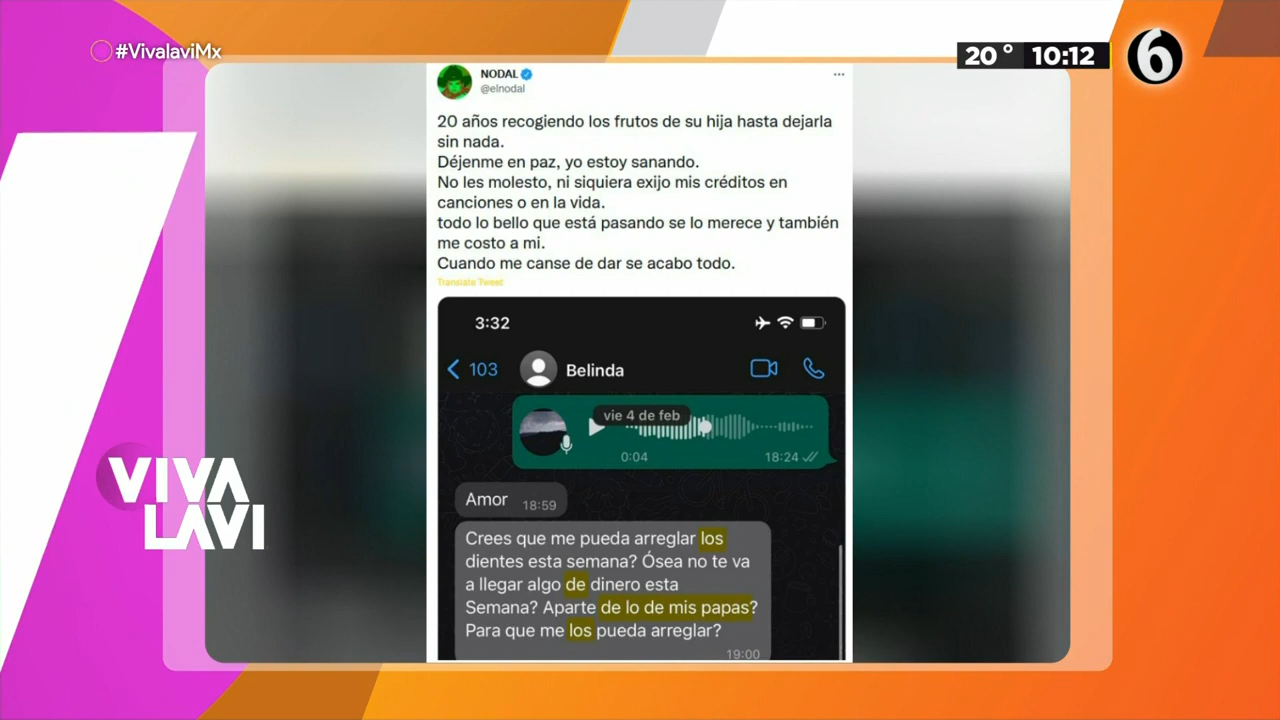 #VivalaviMx
20° 10:12 6
NODAL
@elnodal
20 años recogiendo los frutos de su hija hasta dejarla
sin nada.
Déjenme en paz, yo estoy sanando.
No les molesto, ni siquiera exijo mis créditos en
canciones o en la vida.
todo lo bello que está pasando se lo merece y también
me costo a mi.
Cuando me canse de dar se acabo todo.
Translate Tweet
3:32
103 Belinda
vie 4 de feb
0:04 18:24
Amor 18:59
Crees que me pueda arreglar los
dientes esta semana? Ósea no te va
a llegar algo de dinero esta
Semana? Aparte de lo de mis papas?
Para que me los pueda arreglar?
19:00
VIVA
LAVI